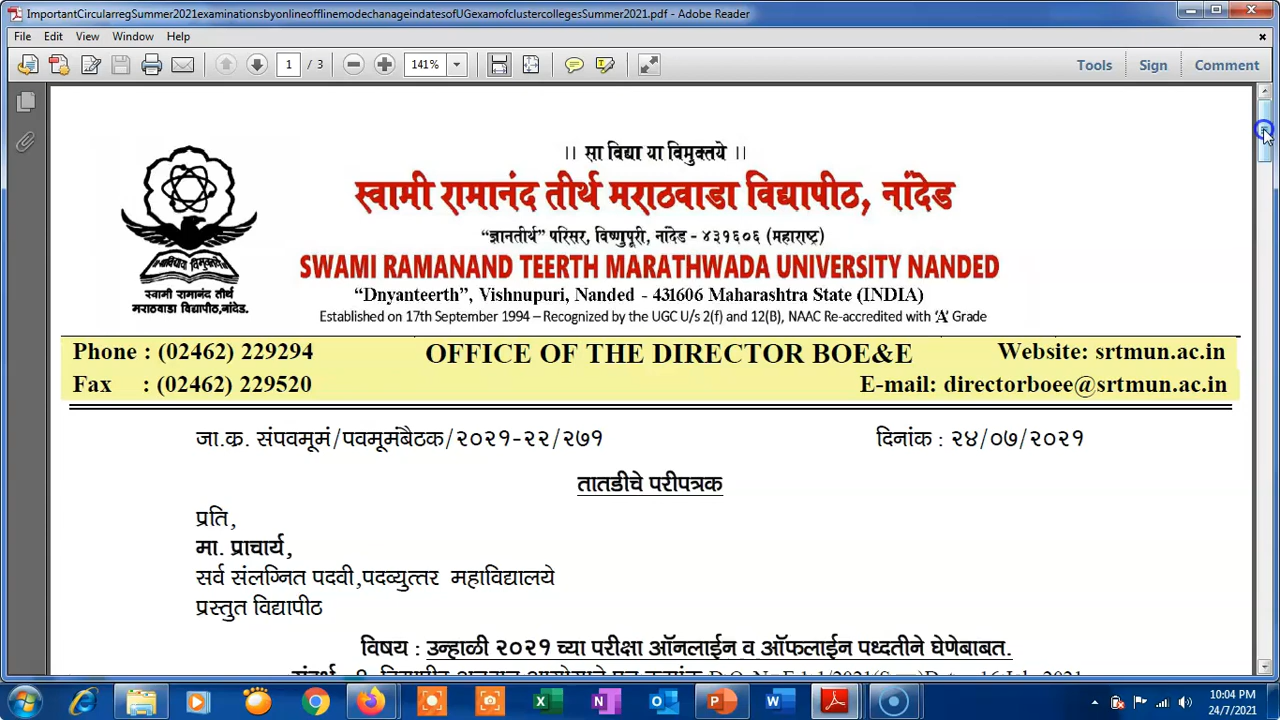 ImportantCircularregSummer2021examinationsbyonlineofflinemodechanageindatesofUGexamofclustercollegesSummer2021.pdf - Adobe Reader
File Edit View Window Help
1 / 3 141% Tools Sign Comment
।। सा विद्या या विमुक्तये ।।
स्वामी रामानंद तीर्थ मराठवाडा विद्यापीठ, नांदेड
“ज्ञानतीर्थ” परिसर, विष्णुपूरी, नांदेड - ४३१६०६ (महाराष्ट्र)
SWAMI RAMANAND TEERTH MARATHWADA UNIVERSITY NANDED
“Dnyanteerth”, Vishnupuri, Nanded - 431606 Maharashtra State (INDIA)
Established on 17th September 1994 – Recognized by the UGC U/s 2(f) and 12(B), NAAC Re-accredited with 'A' Grade
स्वामी रामानंद तीर्थ
मराठवाडा विद्यापीठ,नांदेड.
Phone : (02462) 229294 OFFICE OF THE DIRECTOR BOE&E Website: srtmun.ac.in
Fax : (02462) 229520 E-mail: directorboee@srtmun.ac.in
जा.क्र. संपवमूमं/पवमूमंबैठक/२०२१-२२/२७१ दिनांक : २४/०७/२०२१
तातडीचे परीपत्रक
प्रति,
मा. प्राचार्य,
सर्व संलग्नित पदवी,पदव्युत्तर महाविद्यालये
प्रस्तुत विद्यापीठ
विषय : उन्हाळी २०२१ च्या परीक्षा ऑनलाईन व ऑफलाईन पध्दतीने घेणेबाबत.
10:04 PM
24/7/2021